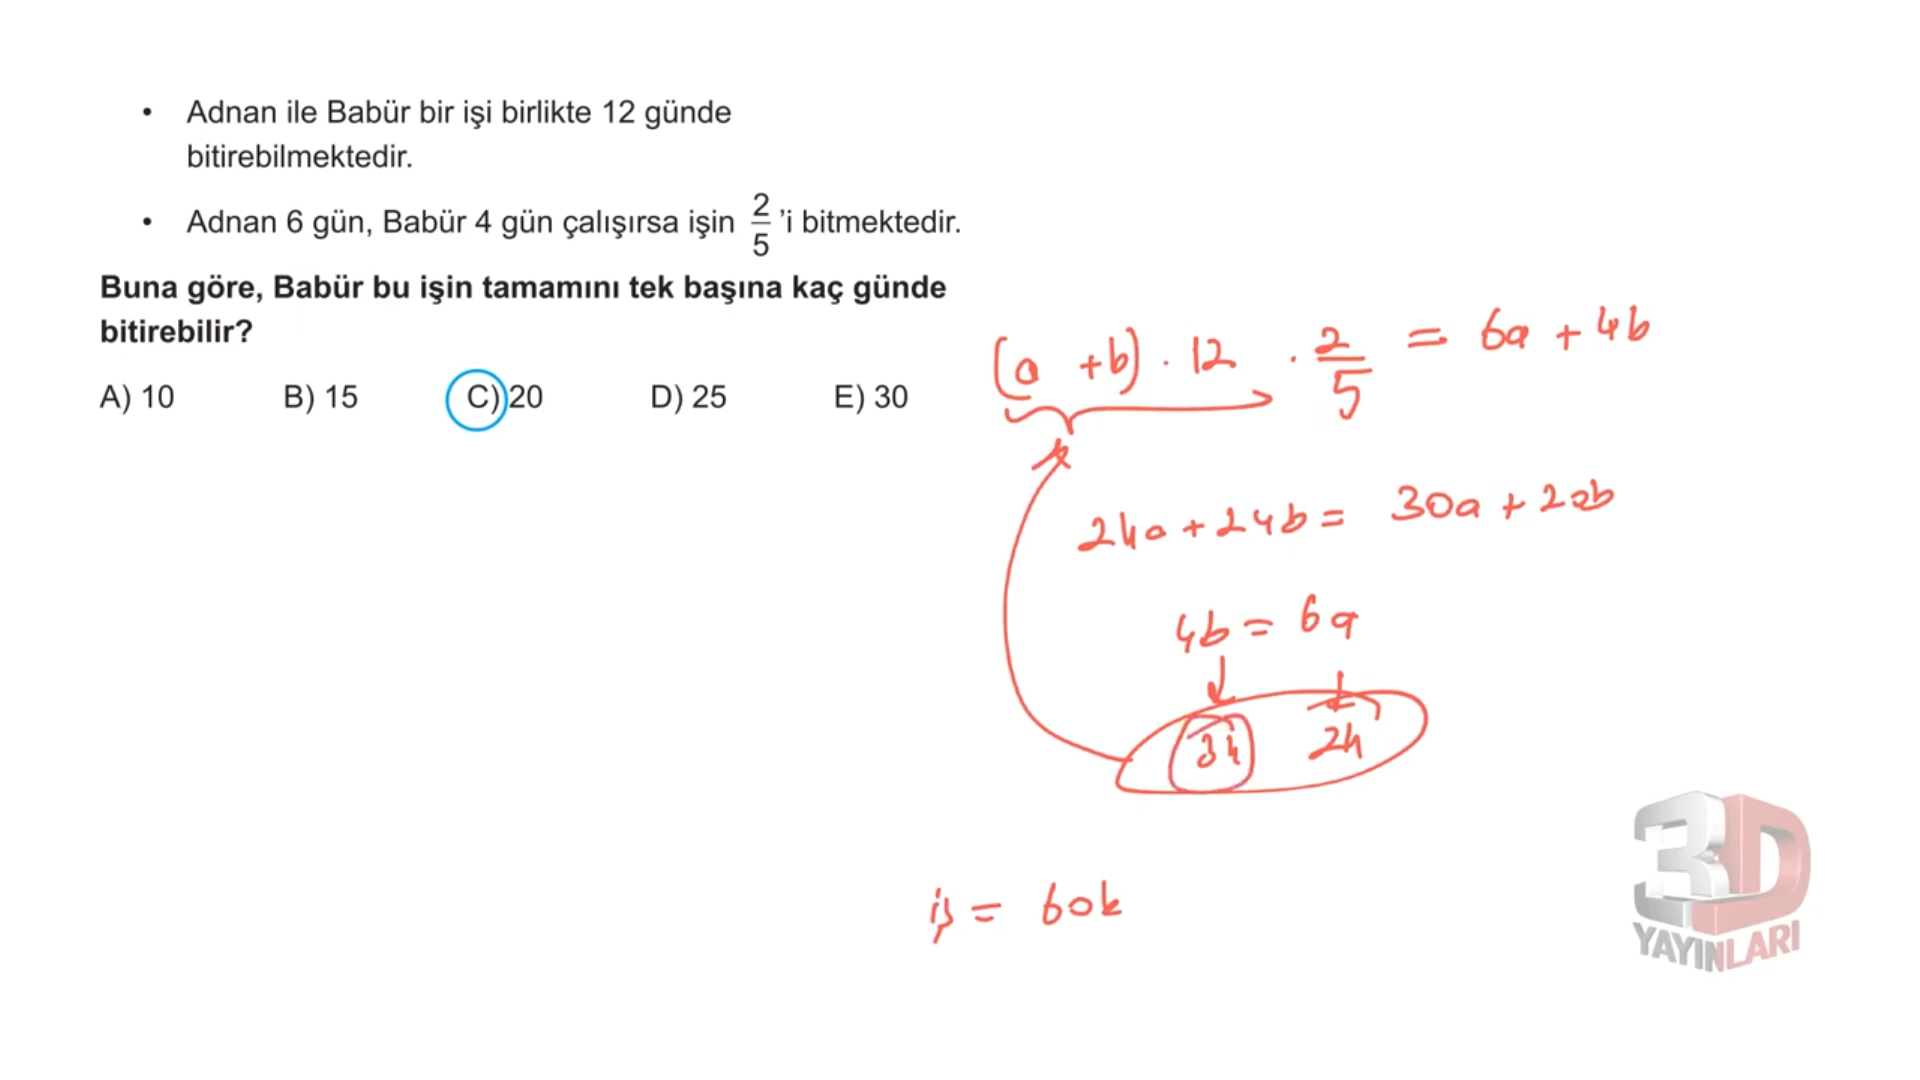 • Adnan ile Babür bir işi birlikte 12 günde
bitirebilmektedir.
• Adnan 6 gün, Babür 4 gün çalışırsa işin 2/5 'i bitmektedir.
Buna göre, Babür bu işin tamamını tek başına kaç günde
bitirebilir?
A) 10 B) 15 C) 20 D) 25 E) 30
(a + b) . 12 . 2/5 = 6a + 4b
24a + 24b = 30a + 20b
4b = 6a
3k 2k
iş = 60k
3D
YAYINLARI